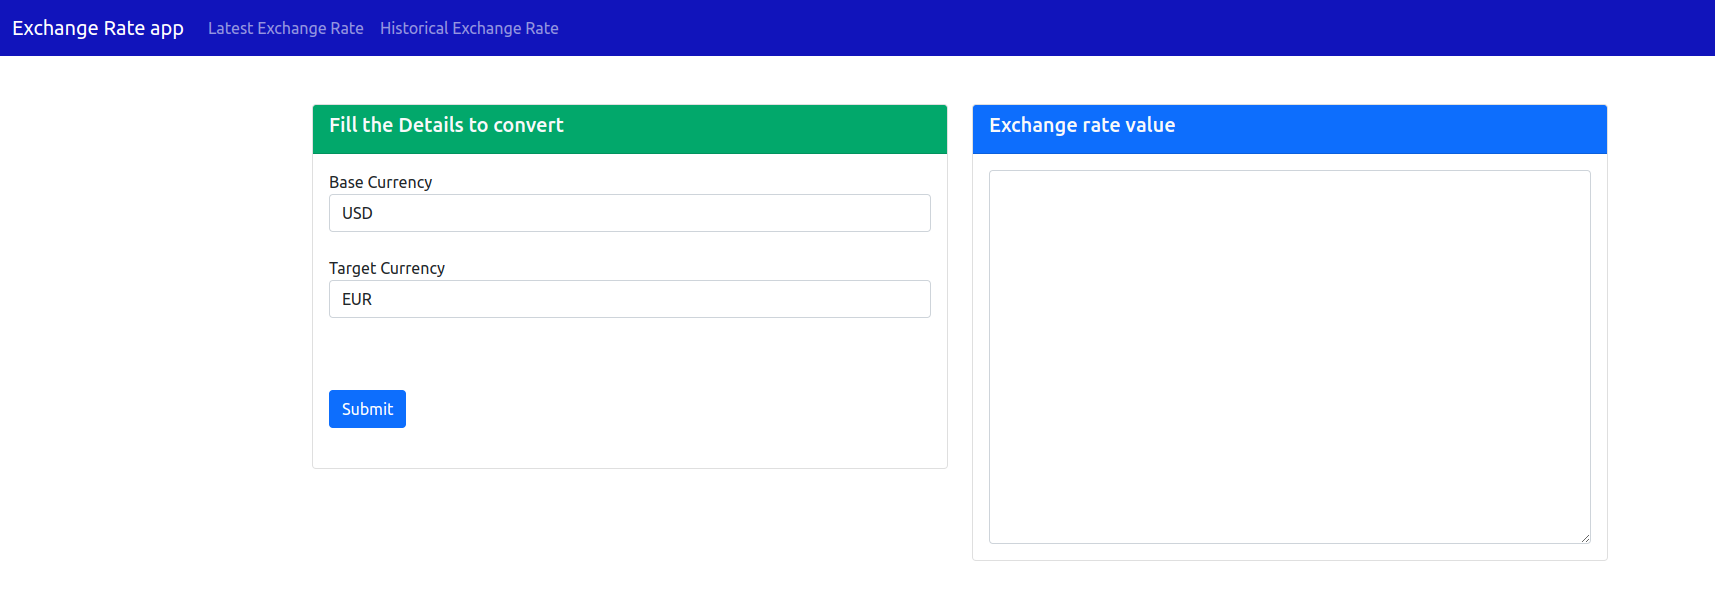 Exchange Rate app Latest Exchange Rate Historical Exchange Rate
Fill the Details to convert
Base Currency
USD
Target Currency
EUR
Submit
Exchange rate value